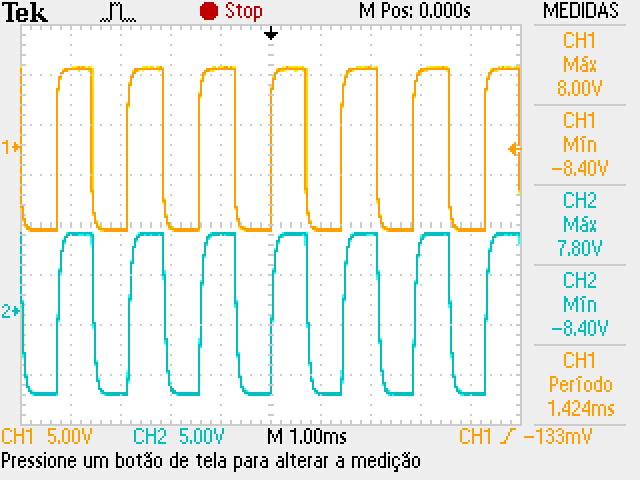 Tek Stop M Pos: 0.000s MEDIDAS
CH1
Máx
8.00V
CH1
Mín
−8.40V
CH2
Máx
7.80V
CH2
Mín
−8.40V
CH1
Período
1.424ms
1
2
CH1 5.00V CH2 5.00V M 1.00ms CH1 −133mV
Pressione um botão de tela para alterar a medição